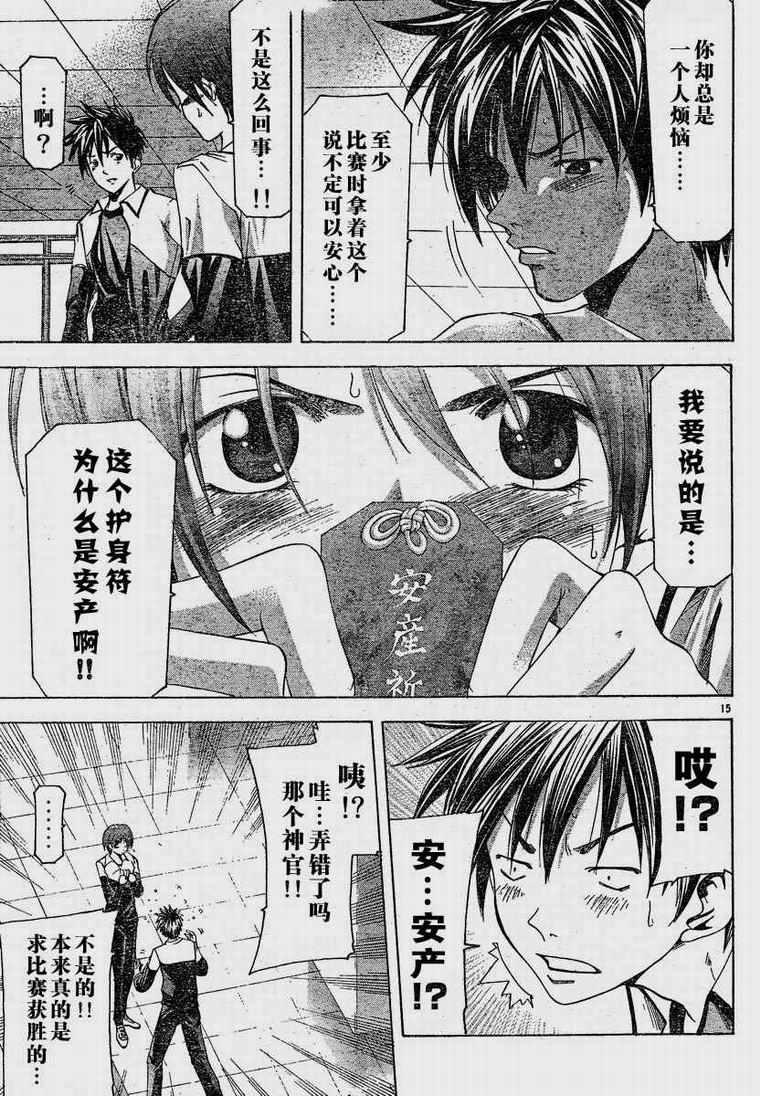 你却总是
一个人烦恼……
至少
比赛时拿着这个
说不定可以安心……
不是这么回事…!!
…啊?
我要说的是…
安産祈
这个护身符
为什么是安产啊!!
15
哎!?
安…安产!?
咦!?
哇…弄错了吗
那个神官!!
……
不是的!!
本来真的是
求比赛获胜的…